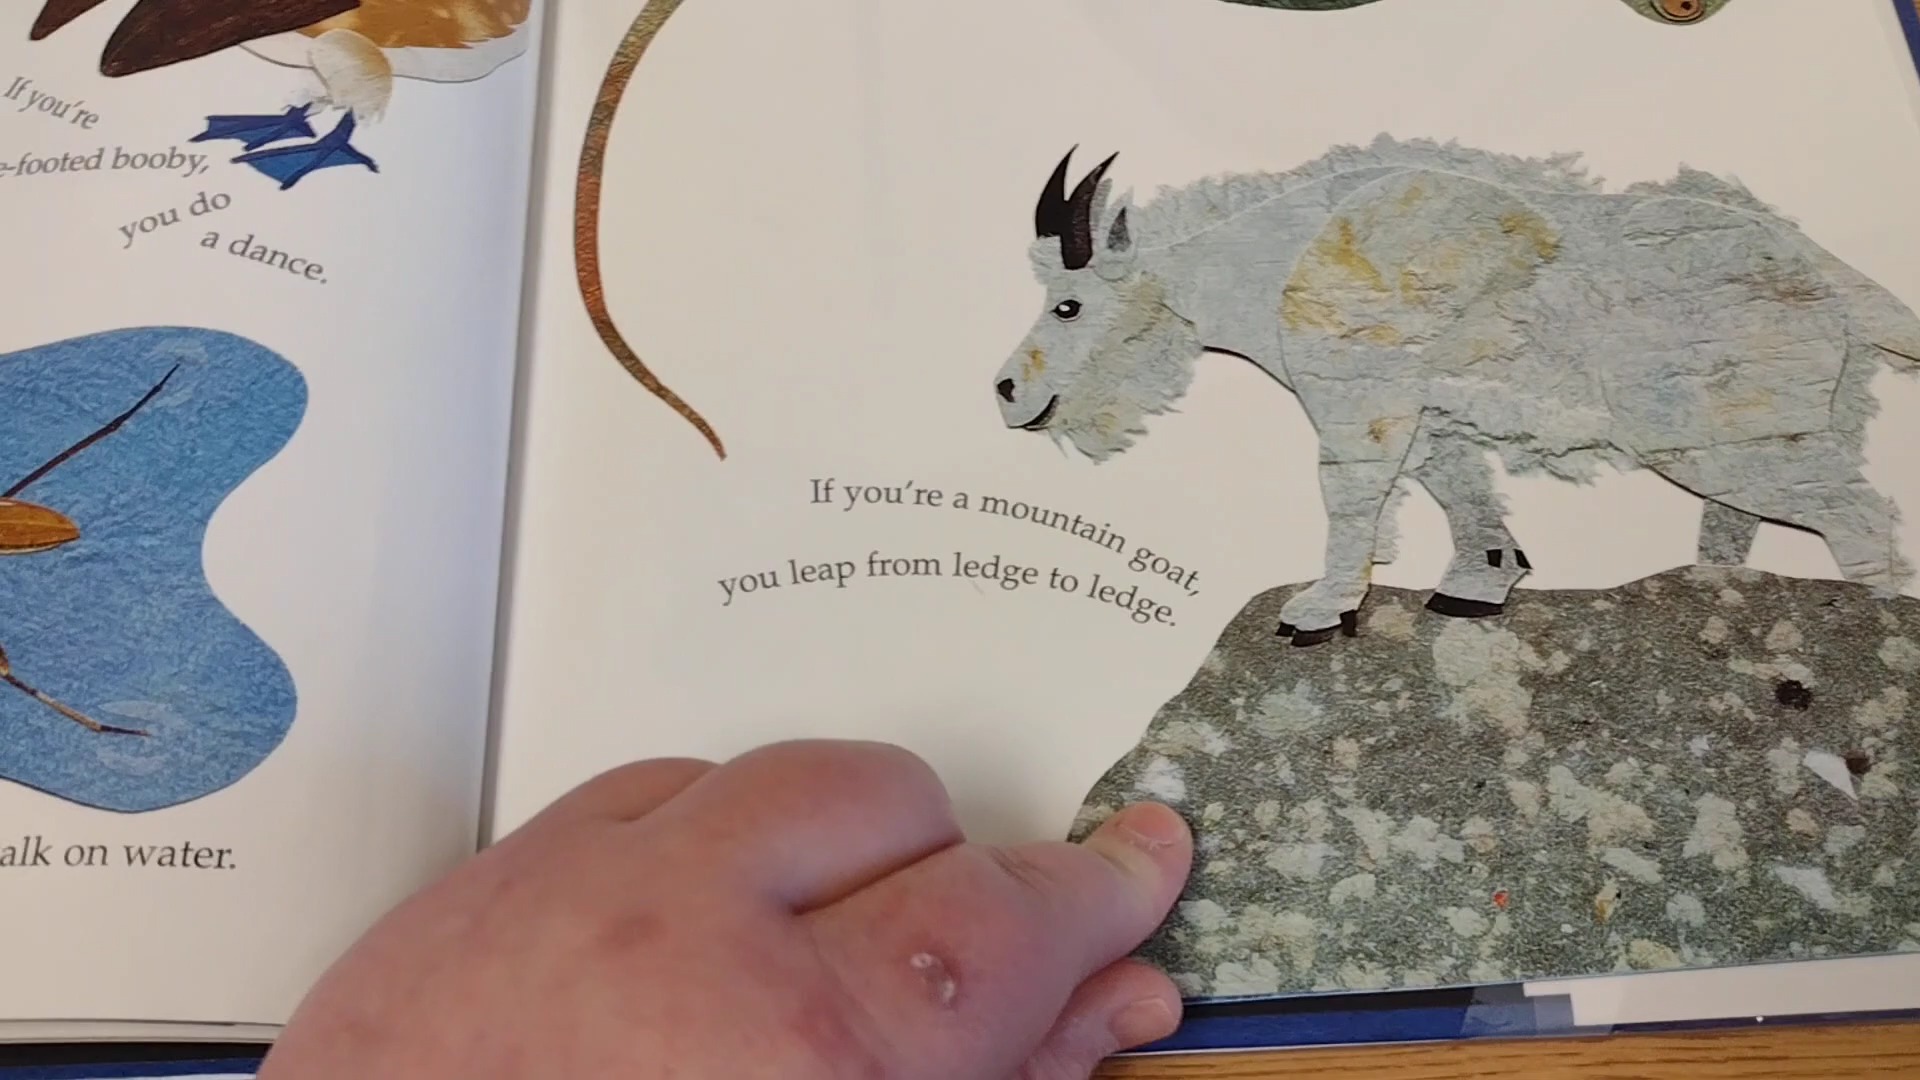 If you're
-footed booby,
you do
a dance.
alk on water.
If you're a mountain goat,
you leap from ledge to ledge.